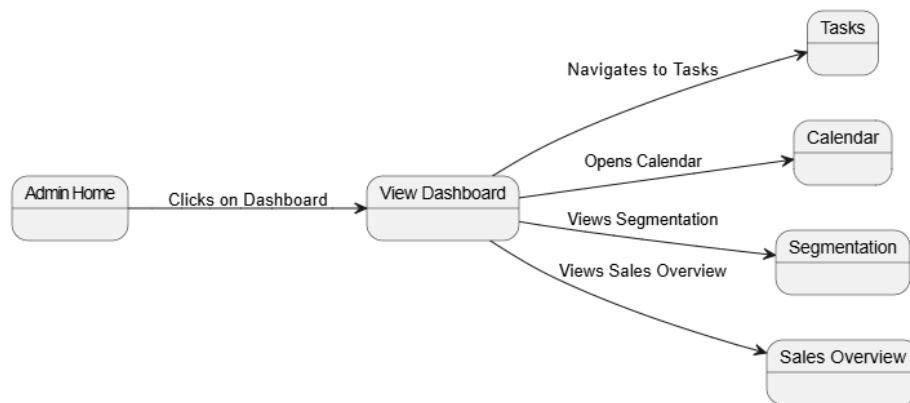 Tasks
Navigates to Tasks
Calendar
Opens Calendar
Admin Home
Clicks on Dashboard
View Dashboard
Views Segmentation
Segmentation
Views Sales Overview
Sales Overview